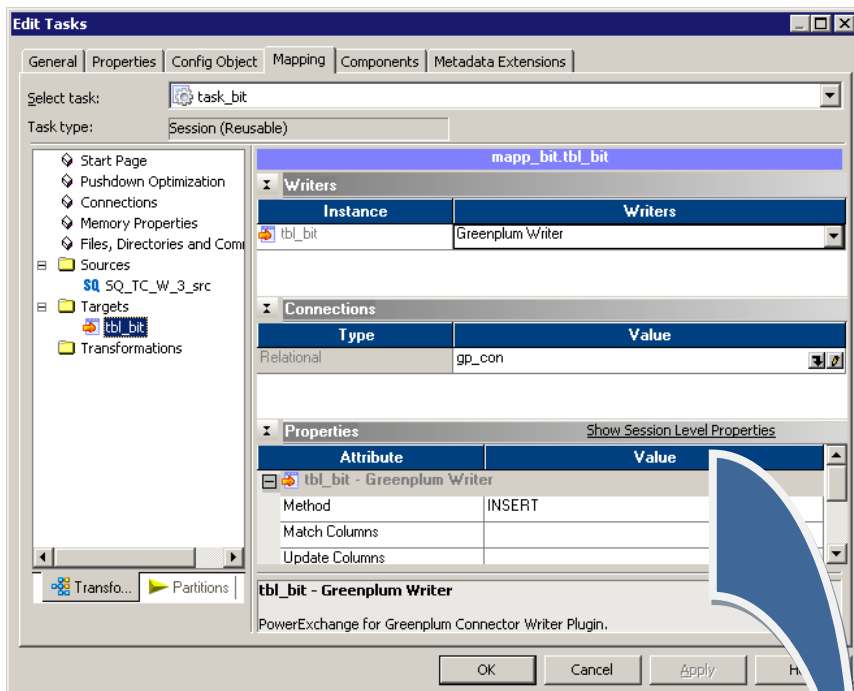 Edit Tasks
General Properties Config Object Mapping Components Metadata Extensions
Select task: task_bit
Task type: Session (Reusable)
Start Page
Pushdown Optimization
Connections
Memory Properties
Files, Directories and Com
Sources
SQ SQ_TC_W_3_src
Targets
tbl_bit
Transformations
Transfo... Partitions
mapp_bit.tbl_bit
Writers
Instance Writers
tbl_bit Greenplum Writer
Connections
Type Value
Relational gp_con
Properties Show Session Level Properties
Attribute Value
tbl_bit - Greenplum Writer
Method INSERT
Match Columns
Update Columns
tbl_bit - Greenplum Writer
PowerExchange for Greenplum Connector Writer Plugin.
OK Cancel Apply